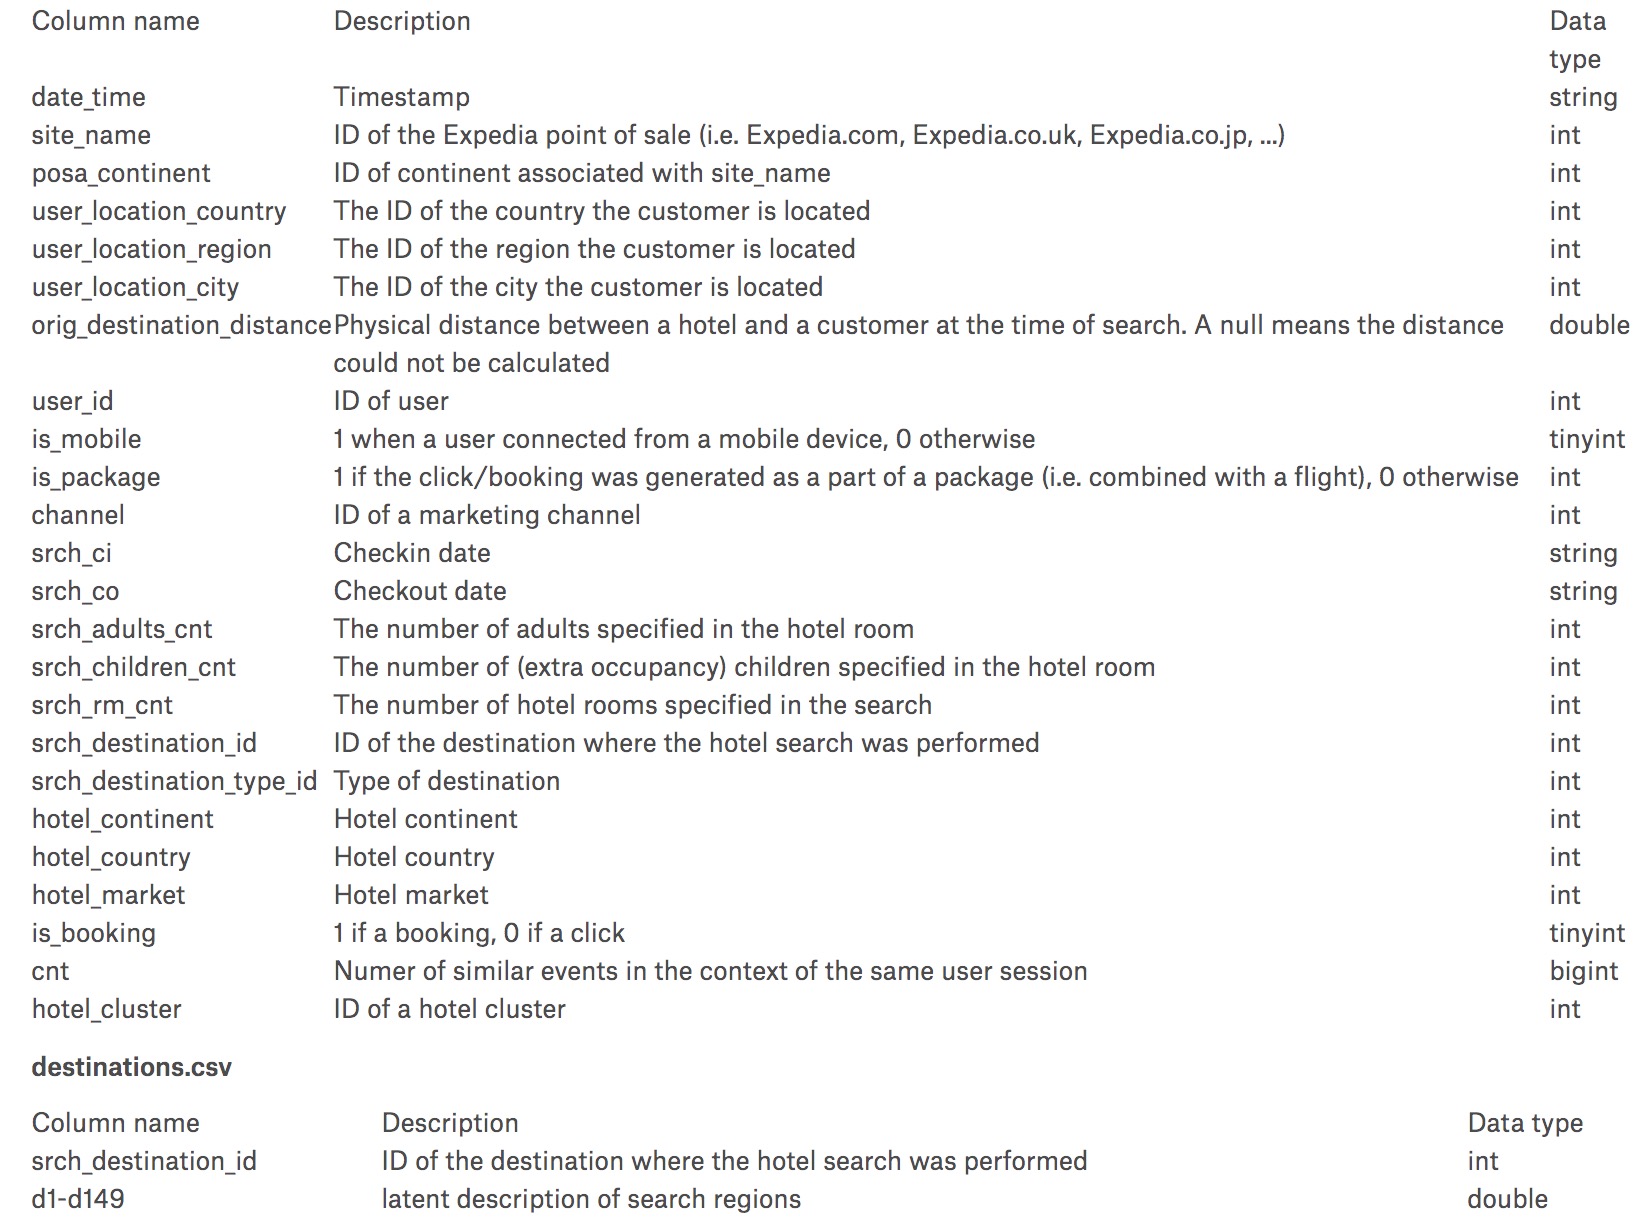 Column name Description Data
type
date_time Timestamp string
site_name ID of the Expedia point of sale (i.e. Expedia.com, Expedia.co.uk, Expedia.co.jp, ...) int
posa_continent ID of continent associated with site_name int
user_location_country The ID of the country the customer is located int
user_location_region The ID of the region the customer is located int
user_location_city The ID of the city the customer is located int
orig_destination_distance Physical distance between a hotel and a customer at the time of search. A null means the distance double
could not be calculated
user_id ID of user int
is_mobile 1 when a user connected from a mobile device, 0 otherwise tinyint
is_package 1 if the click/booking was generated as a part of a package (i.e. combined with a flight), 0 otherwise int
channel ID of a marketing channel int
srch_ci Checkin date string
srch_co Checkout date string
srch_adults_cnt The number of adults specified in the hotel room int
srch_children_cnt The number of (extra occupancy) children specified in the hotel room int
srch_rm_cnt The number of hotel rooms specified in the search int
srch_destination_id ID of the destination where the hotel search was performed int
srch_destination_type_id Type of destination int
hotel_continent Hotel continent int
hotel_country Hotel country int
hotel_market Hotel market int
is_booking 1 if a booking, 0 if a click tinyint
cnt Numer of similar events in the context of the same user session bigint
hotel_cluster ID of a hotel cluster int
destinations.csv
Column name Description Data type
srch_destination_id ID of the destination where the hotel search was performed int
d1-d149 latent description of search regions double